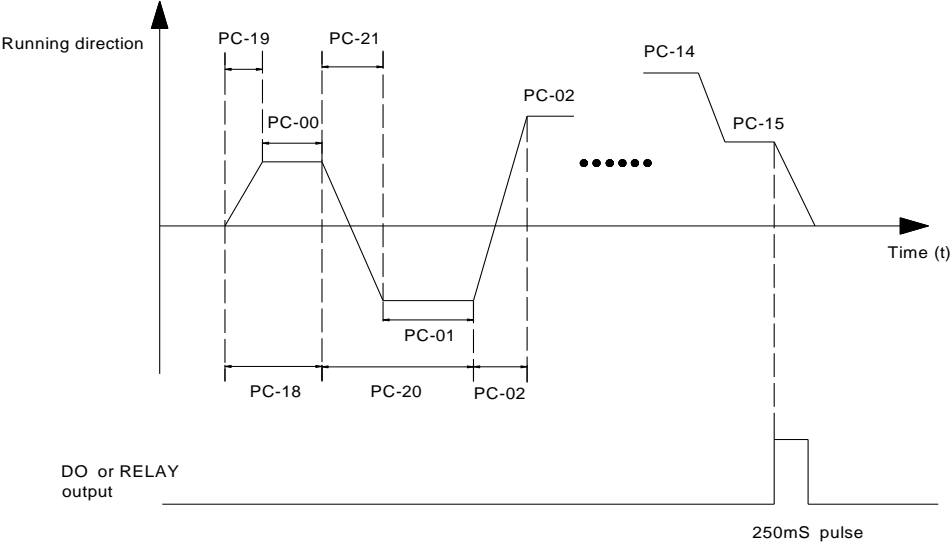 Running direction
PC-19
PC-21
PC-14
PC-02
PC-00
PC-15
Time (t)
PC-01
PC-18
PC-20
PC-02
DO or RELAY
output
250mS pulse